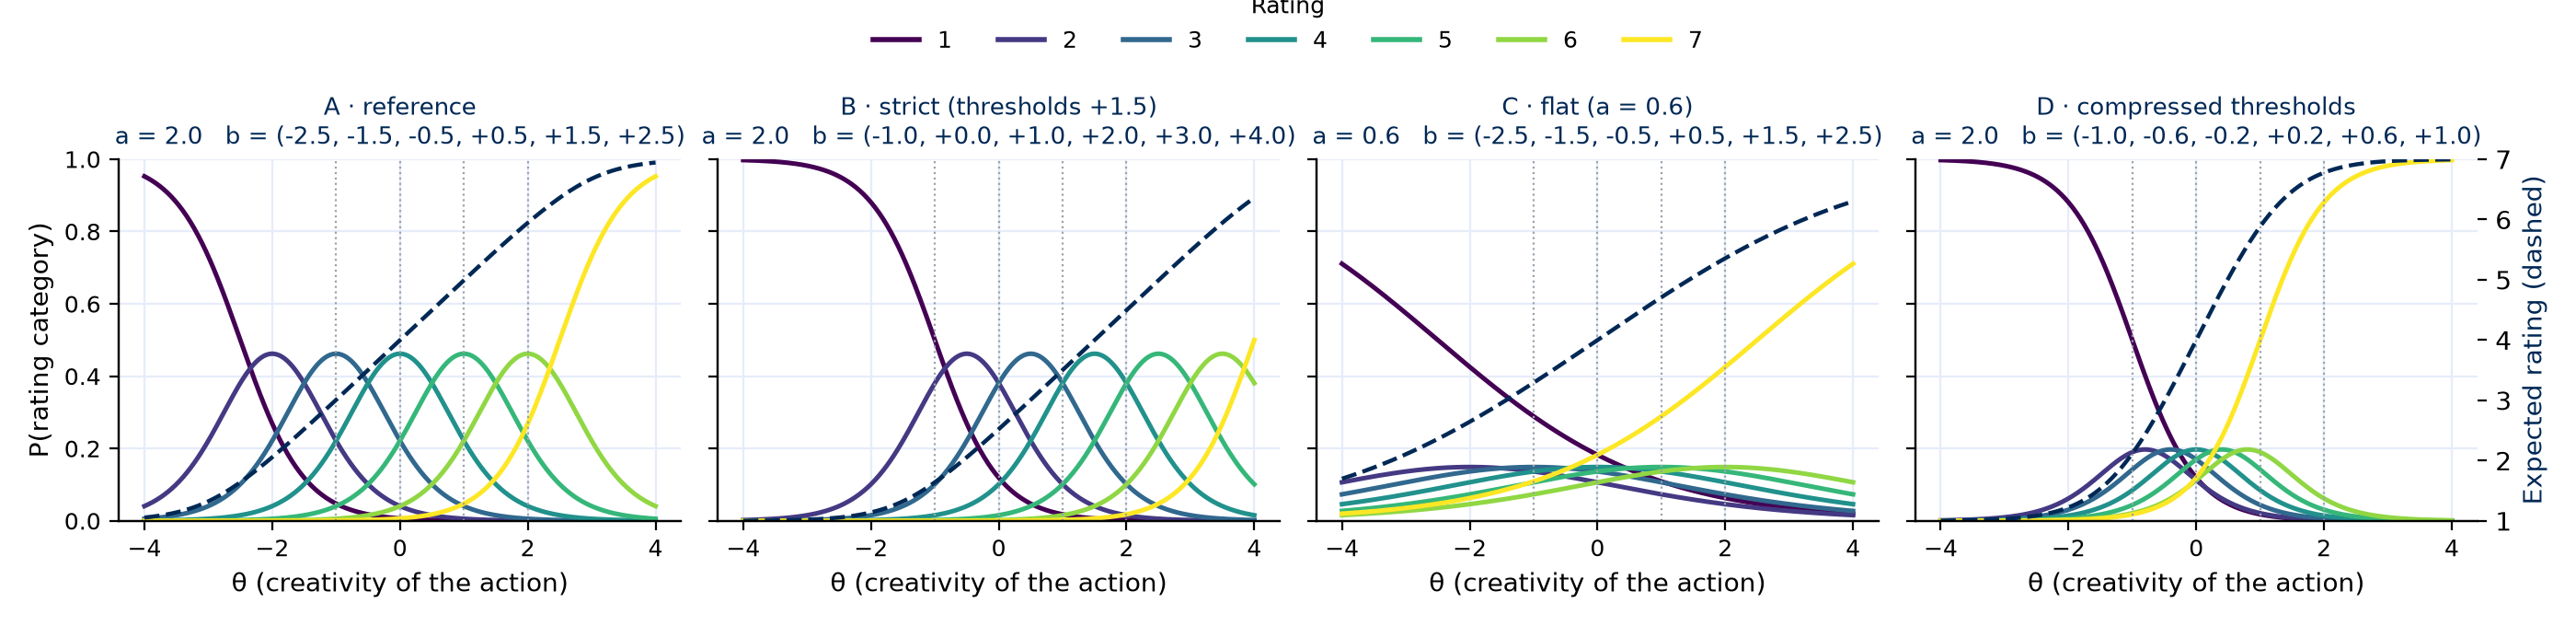 Rating
1 2 3 4 5 6 7
A · reference
a = 2.0 b = (-2.5, -1.5, -0.5, +0.5, +1.5, +2.5)
B · strict (thresholds +1.5)
a = 2.0 b = (-1.0, +0.0, +1.0, +2.0, +3.0, +4.0)
C · flat (a = 0.6)
a = 0.6 b = (-2.5, -1.5, -0.5, +0.5, +1.5, +2.5)
D · compressed thresholds
a = 2.0 b = (-1.0, -0.6, -0.2, +0.2, +0.6, +1.0)
P(rating category)
1.0
0.8
0.6
0.4
0.2
0.0
−4 −2 0 2 4
θ (creativity of the action)
−4 −2 0 2 4
θ (creativity of the action)
−4 −2 0 2 4
θ (creativity of the action)
−4 −2 0 2 4
θ (creativity of the action)
7
6
5
4
3
2
1
Expected rating (dashed)